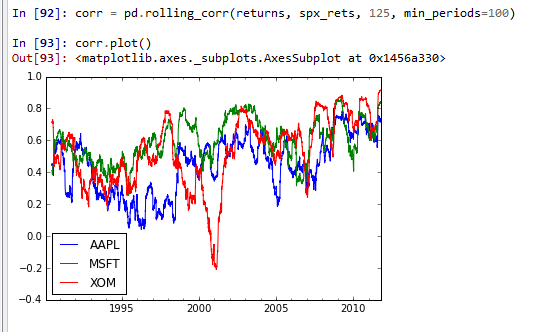 In [92]: corr = pd.rolling_corr(returns, spx_rets, 125, min_periods=100)
In [93]: corr.plot()
Out[93]: <matplotlib.axes._subplots.AxesSubplot at 0x1456a330>
1.0
0.8
0.6
0.4
0.2
0.0
−0.2
−0.4
AAPL
MSFT
XOM
1995 2000 2005 2010